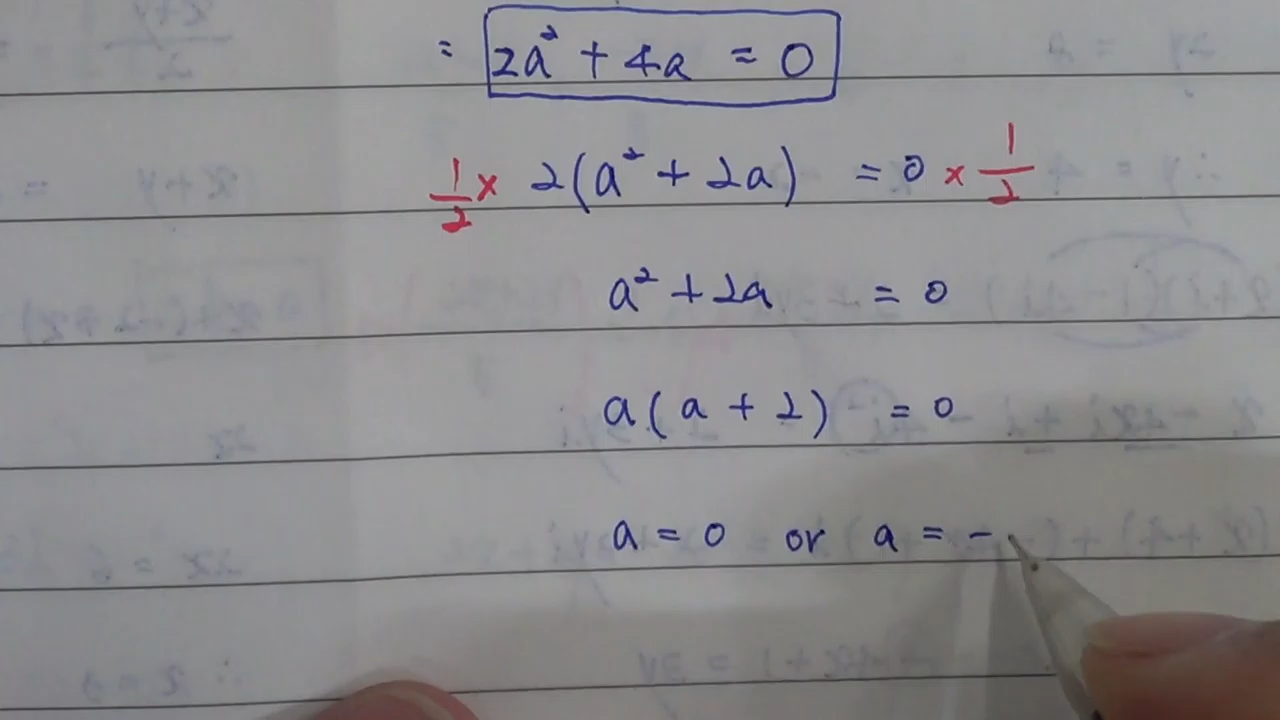 = 2a² + 4a = 0
1/2 × 2(a² + 2a) = 0 × 1/2
a² + 2a = 0
a(a + 2) = 0
a = 0 or a = -